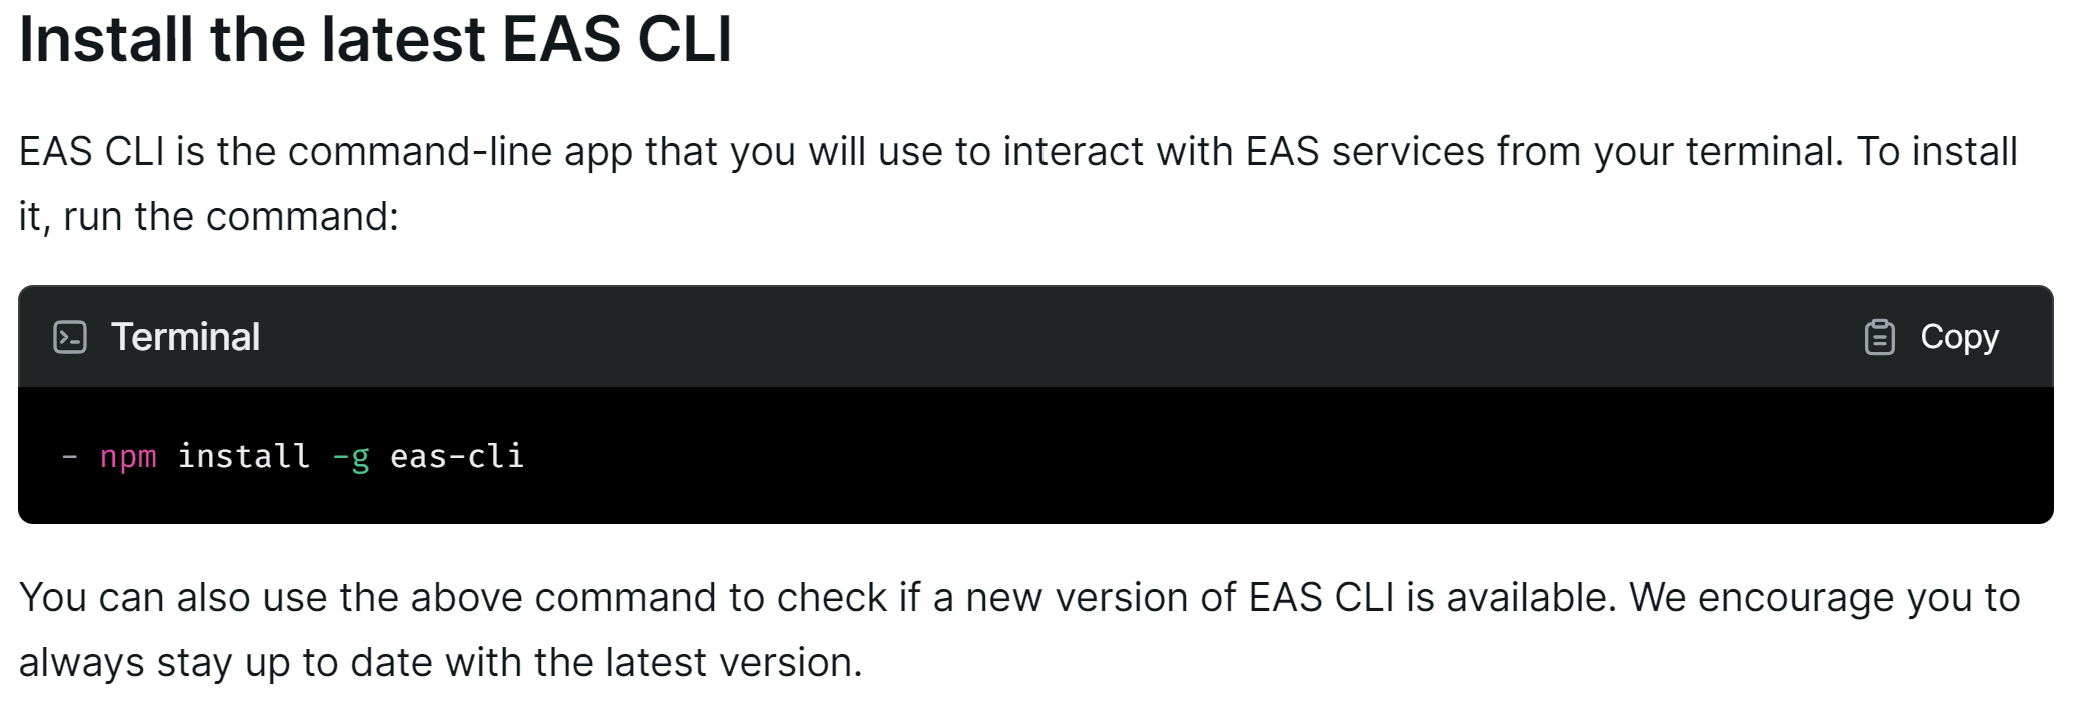 Install the latest EAS CLI
EAS CLI is the command-line app that you will use to interact with EAS services from your terminal. To install
it, run the command:
Terminal
Copy
- npm install -g eas-cli
You can also use the above command to check if a new version of EAS CLI is available. We encourage you to
always stay up to date with the latest version.